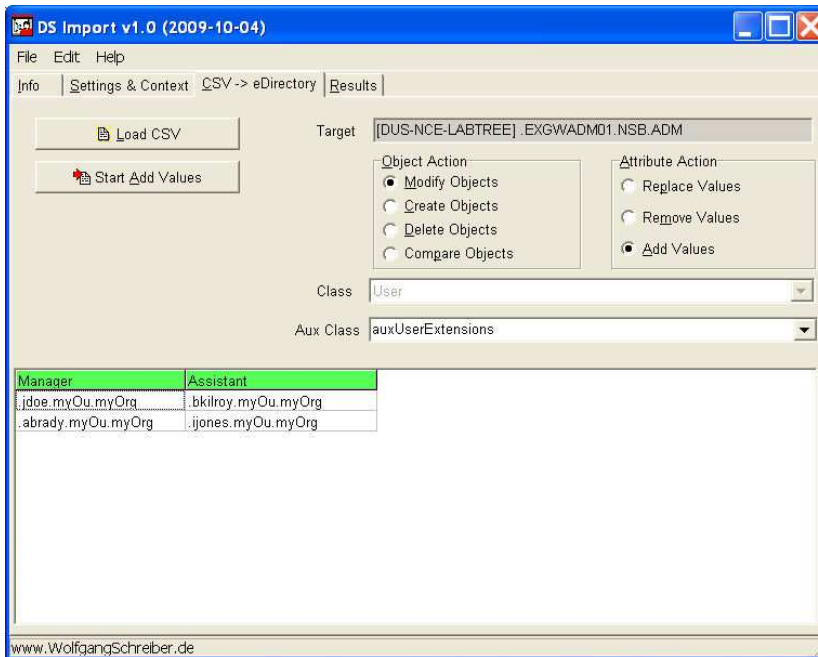 DS Import v1.0 (2009-10-04)
File Edit Help
Info Settings & Context CSV -> eDirectory Results
Load CSV
Target [DUS-NCE-LABTREE] .EXGWADM01.NSB.ADM
Start Add Values
Object Action
Modify Objects
Create Objects
Delete Objects
Compare Objects
Attribute Action
Replace Values
Remove Values
Add Values
Class User
Aux Class auxUserExtensions
Manager Assistant
.jdoe.myOu.myOrg .bkilroy.myOu.myOrg
.abrady.myOu.myOrg .ijones.myOu.myOrg
www.WolfgangSchreiber.de